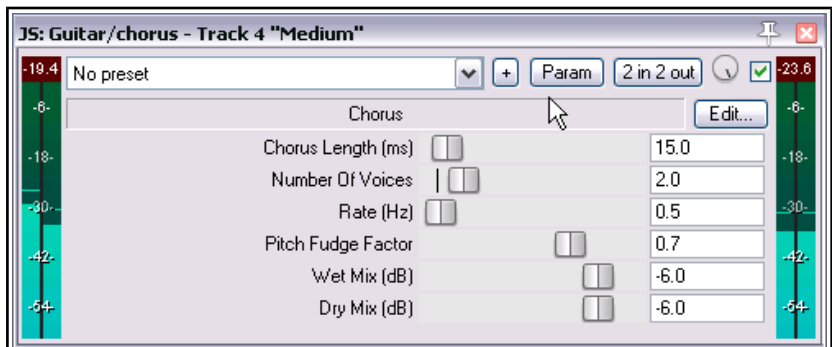 JS: Guitar/chorus - Track 4 "Medium"
-19.4 No preset + Param 2 in 2 out -23.6
-6- Chorus Edit... -6-
Chorus Length (ms) 15.0
-18- -18-
Number Of Voices 2.0
-30- Rate (Hz) 0.5 -30-
Pitch Fudge Factor 0.7
-42- -42-
Wet Mix (dB) -6.0
-54- Dry Mix (dB) -6.0 -54-